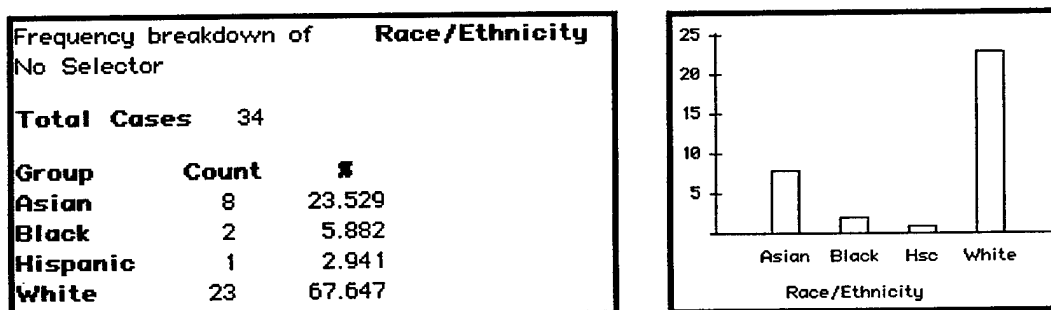 Frequency breakdown of Race/Ethnicity
No Selector
Total Cases 34
Group Count %
Asian 8 23.529
Black 2 5.882
Hispanic 1 2.941
White 23 67.647
25
20
15
10
5
Asian Black Hsc White
Race/Ethnicity